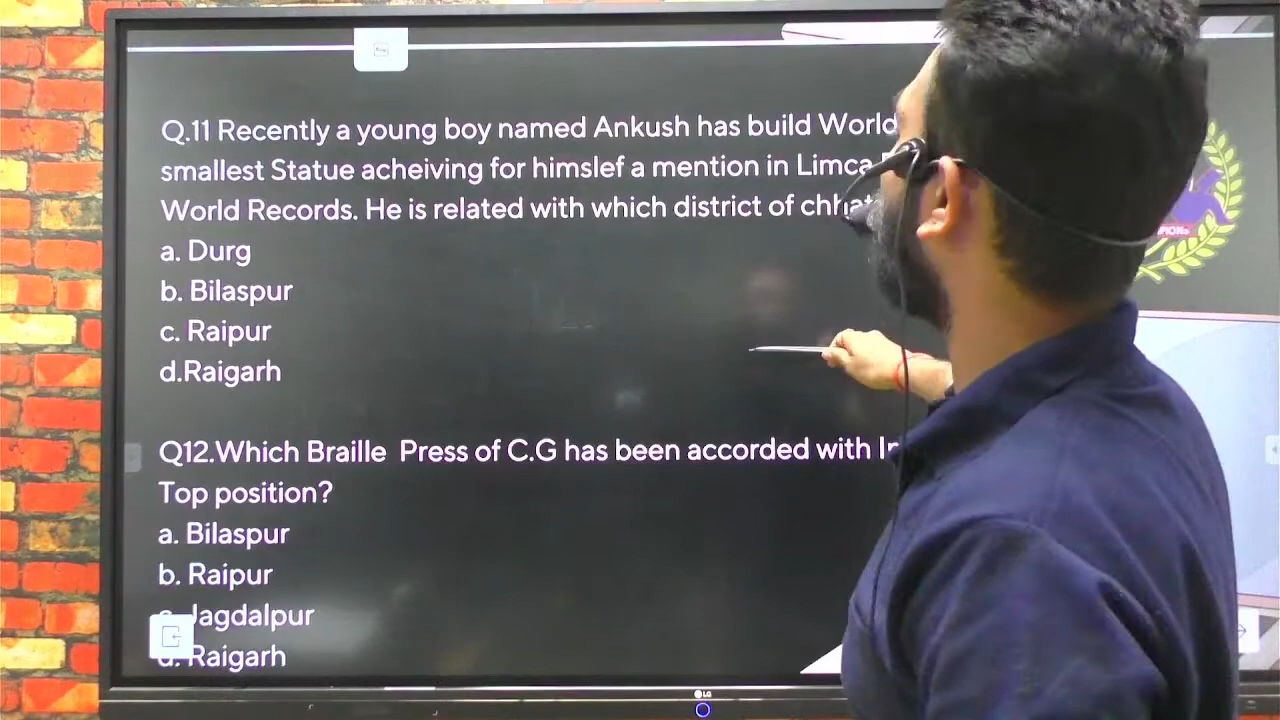 Q.11 Recently a young boy named Ankush has build World
smallest Statue acheiving for himslef a mention in Limca
World Records. He is related with which district of chhat
a. Durg
b. Bilaspur
c. Raipur
d.Raigarh
Q12.Which Braille Press of C.G has been accorded with
Top position?
a. Bilaspur
b. Raipur
c. Jagdalpur
d. Raigarh
LG